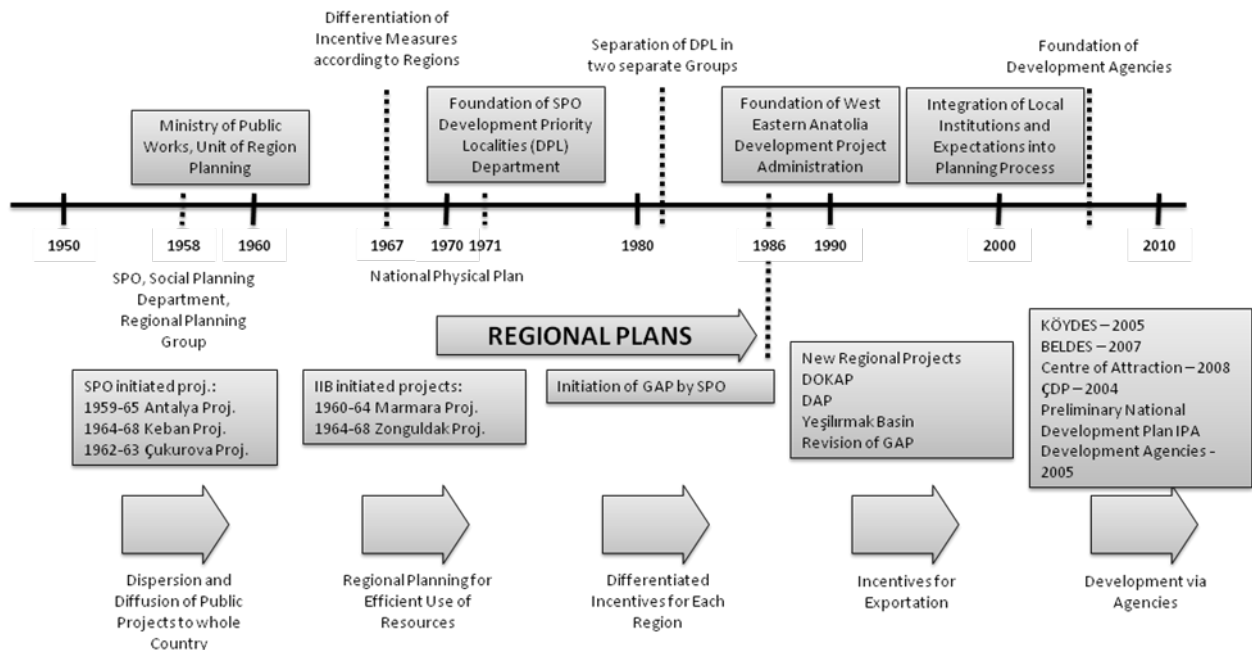 Differentiation of
Incentive Measures
according to Regions
Separation of DPL in
two separate Groups
Foundation of
Development Agencies
Ministry of Public
Works, Unit of Region
Planning
Foundation of SPO
Development Priority
Localities (DPL)
Department
Foundation of West
Eastern Anatolia
Development Project
Administration
Integration of Local
Institutions and
Expectations into
Planning Process
1950
1958
1960
1967
1970
1971
1980
1986
1990
2000
2010
SPO, Social Planning
Department,
Regional Planning
Group
National Physical Plan
REGIONAL PLANS
SPO initiated proj.:
1959-65 Antalya Proj.
1964-68 Keban Proj.
1962-63 Çukurova Proj.
IIB initiated projects:
1960-64 Marmara Proj.
1964-68 Zonguldak Proj.
Initiation of GAP by SPO
New Regional Projects
DOKAP
DAP
Yeşilırmak Basin
Revision of GAP
KÖYDES – 2005
BELDES – 2007
Centre of Attraction – 2008
ÇDP – 2004
Preliminary National
Development Plan IPA
Development Agencies -
2005
Dispersion and
Diffusion of Public
Projects to whole
Country
Regional Planning for
Efficient Use of
Resources
Differentiated
Incentives for Each
Region
Incentives for
Exportation
Development via
Agencies